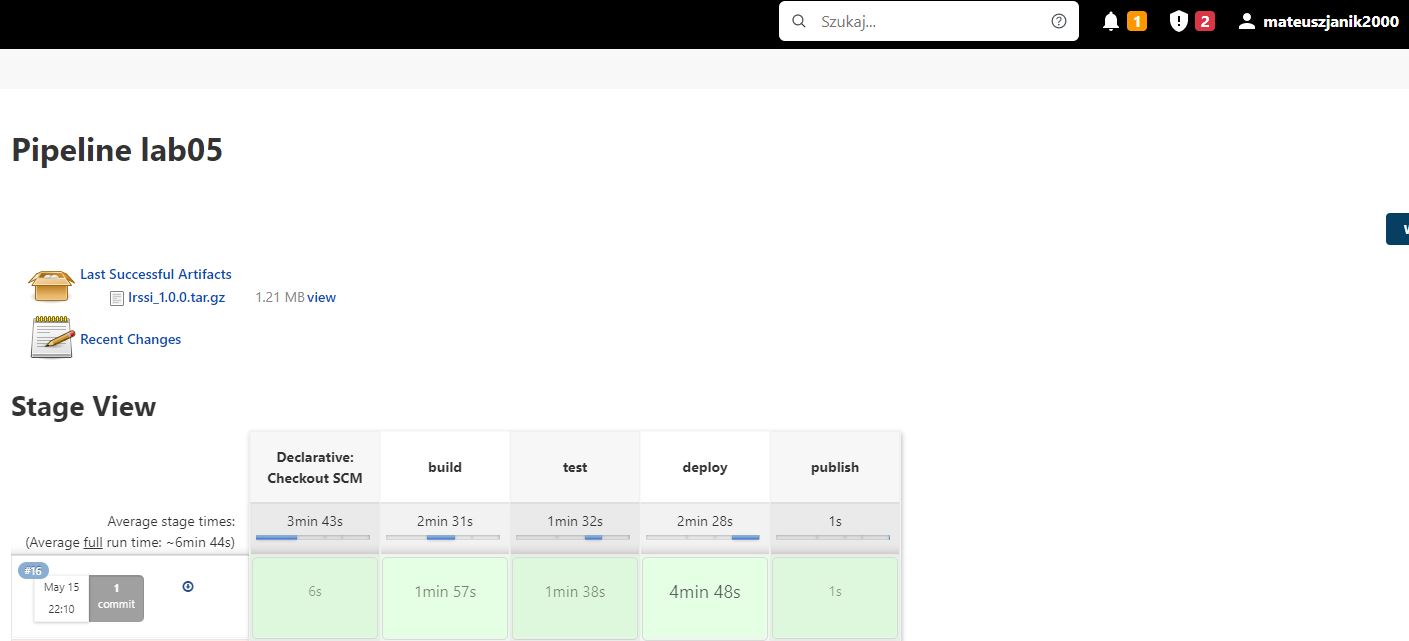 Szukaj...
1
2
mateuszjanik2000
Pipeline lab05
Last Successful Artifacts
Irssi_1.0.0.tar.gz 1.21 MB view
Recent Changes
Stage View
Declarative:
Checkout SCM
build
test
deploy
publish
Average stage times:
(Average full run time: ~6min 44s)
3min 43s
2min 31s
1min 32s
2min 28s
1s
#16
May 15
22:10
1
commit
6s
1min 57s
1min 38s
4min 48s
1s